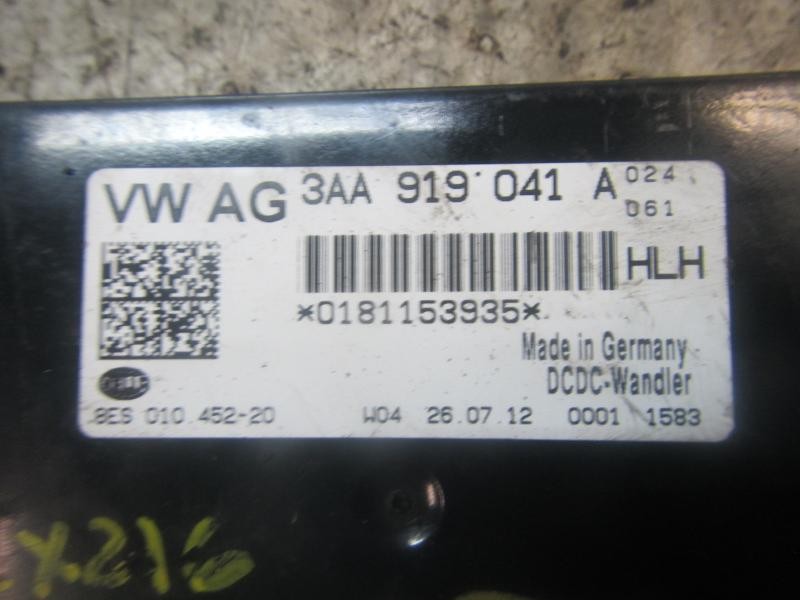 VW AG 3AA 919 041 A 024
061
HLH
*0181153935*
Made in Germany
DCDC-Wandler
8ES 010.452-20 W04 26.07.12 0001 1583